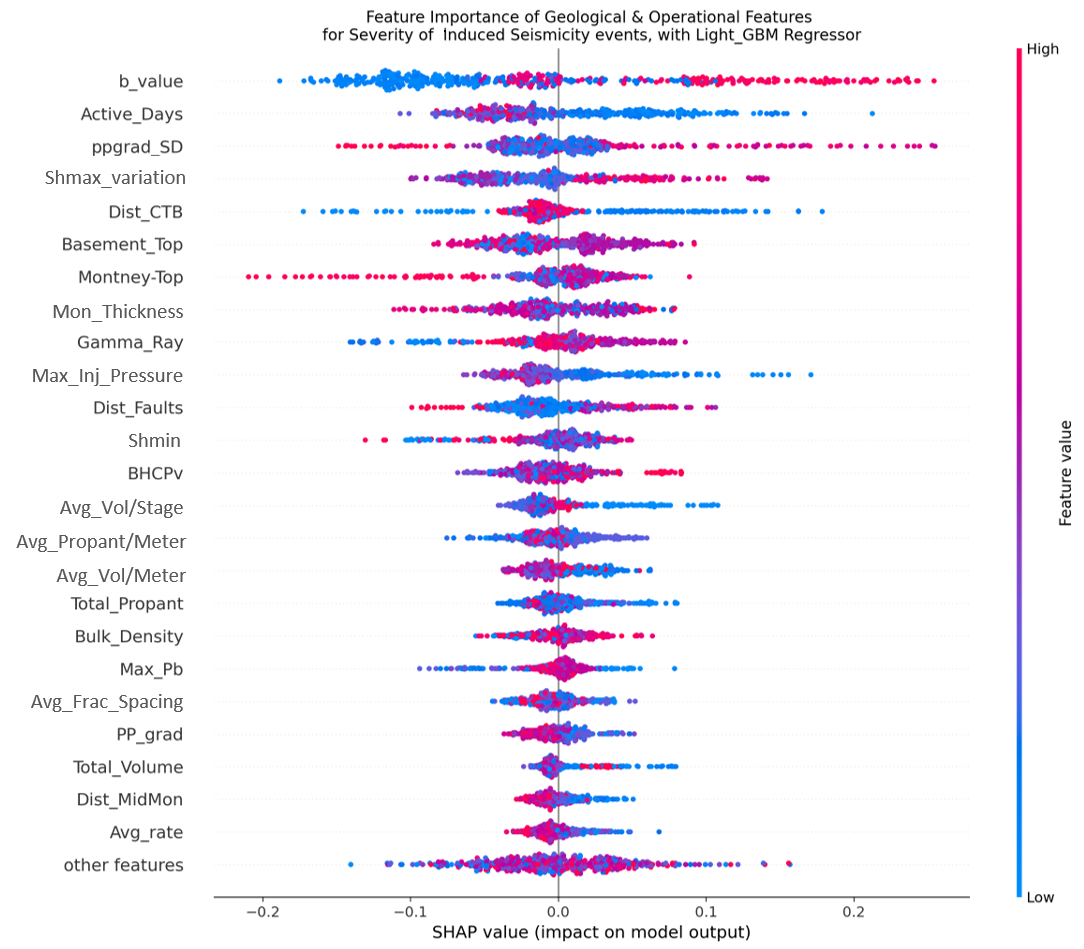 Feature Importance of Geological & Operational Features
for Severity of Induced Seismicity events, with Light_GBM Regressor
High
b_value
Active_Days
ppgrad_SD
Shmax_variation
Dist_CTB
Basement_Top
Montney-Top
Mon_Thickness
Gamma_Ray
Max_Inj_Pressure
Dist_Faults
Shmin
BHCPv
Avg_Vol/Stage
Avg_Propant/Meter
Avg_Vol/Meter
Total_Propant
Bulk_Density
Max_Pb
Avg_Frac_Spacing
PP_grad
Total_Volume
Dist_MidMon
Avg_rate
other features
Feature value
Low
−0.2 −0.1 0.0 0.1 0.2
SHAP value (impact on model output)